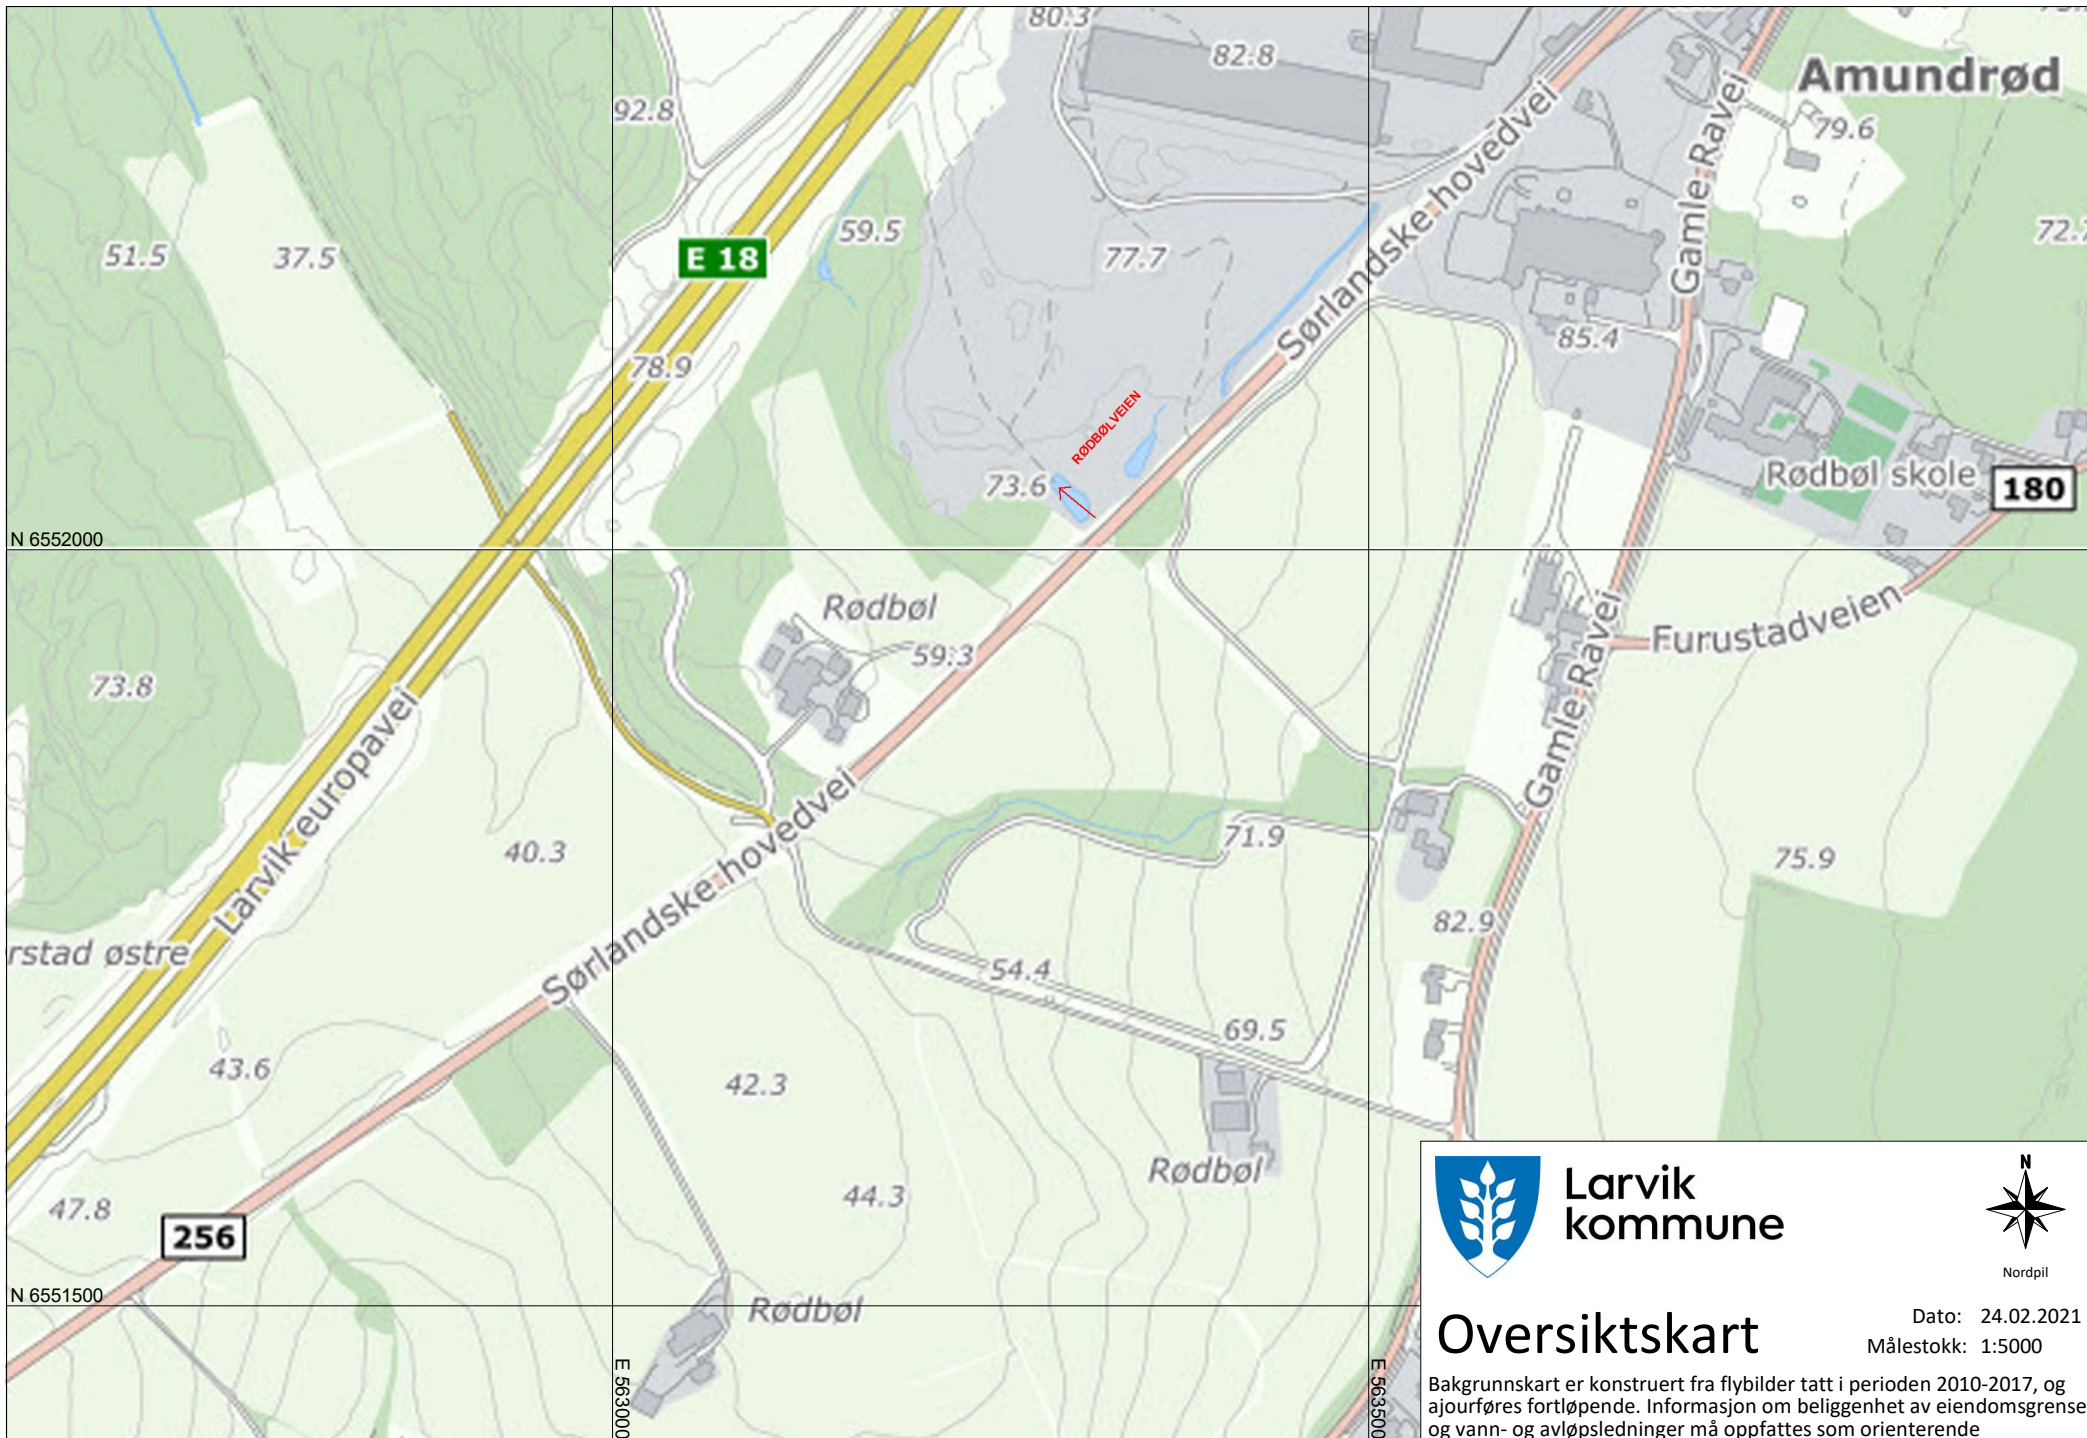 80.3
82.8
Amundrød
92.8
79.6
Sørlandske hovedvei
Gamle Ravei
51.5
37.5
E 18
59.5
77.7
72.7
78.9
85.4
RØDBØLVEIEN
73.6
Rødbøl skole
180
N 6552000
Rødbøl
59.3
Furustadveien
Gamle Ravei
73.8
Larvik europavei
40.3
71.9
75.9
Sørlandske hovedvei
82.9
rstad østre
54.4
69.5
43.6
42.3
Rødbøl
47.8
44.3
256
N 6551500
Rødbøl
E 563000
E 563500
Larvik
kommune
N
Nordpil
Oversiktskart
Dato: 24.02.2021
Målestokk: 1:5000
Bakgrunnskart er konstruert fra flybilder tatt i perioden 2010-2017, og
ajourføres fortløpende. Informasjon om beliggenhet av eiendomsgrense
og vann- og avløpsledninger må oppfattes som orienterende